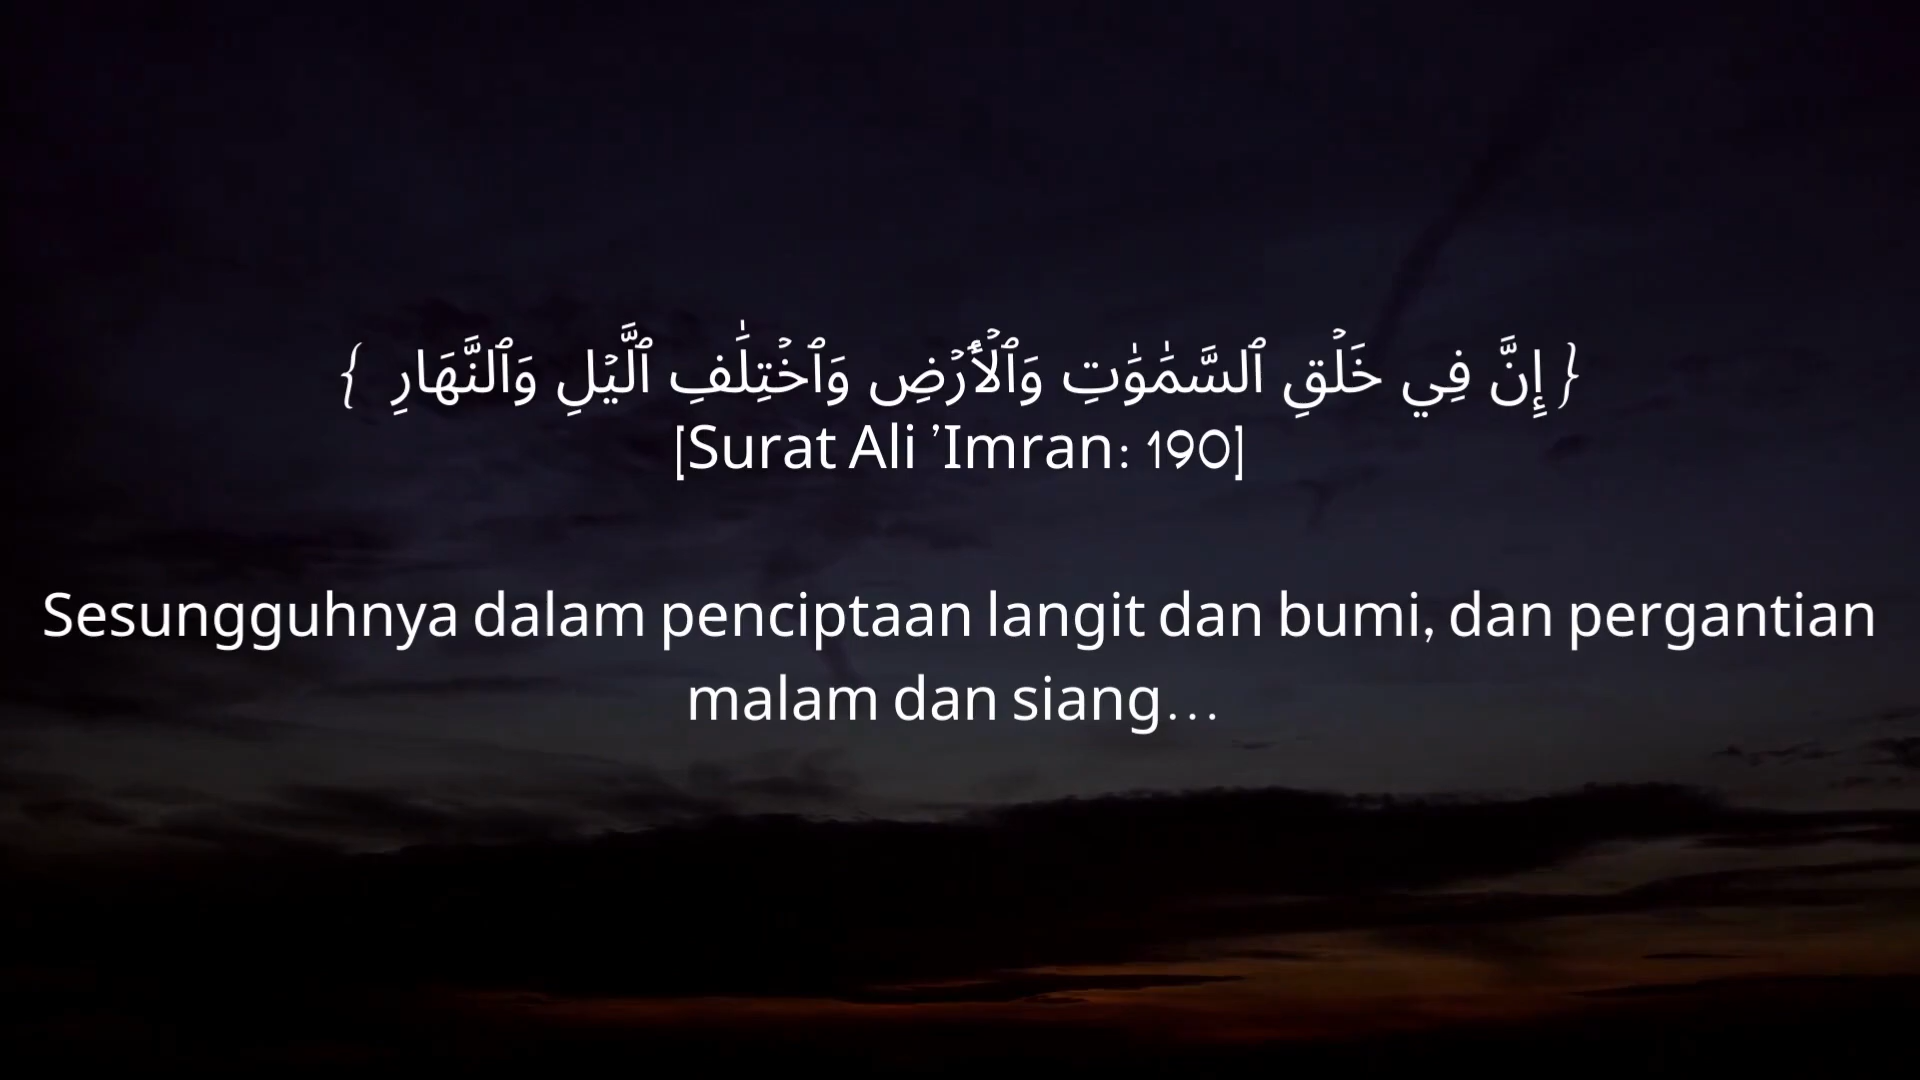 { إِنَّ فِي خَلۡقِ ٱلسَّمَٰوَٰتِ وَٱلۡأَرۡضِ وَٱخۡتِلَٰفِ ٱلَّيۡلِ وَٱلنَّهَارِ }
[Surat Ali 'Imran: 190]
Sesungguhnya dalam penciptaan langit dan bumi, dan pergantian
malam dan siang...